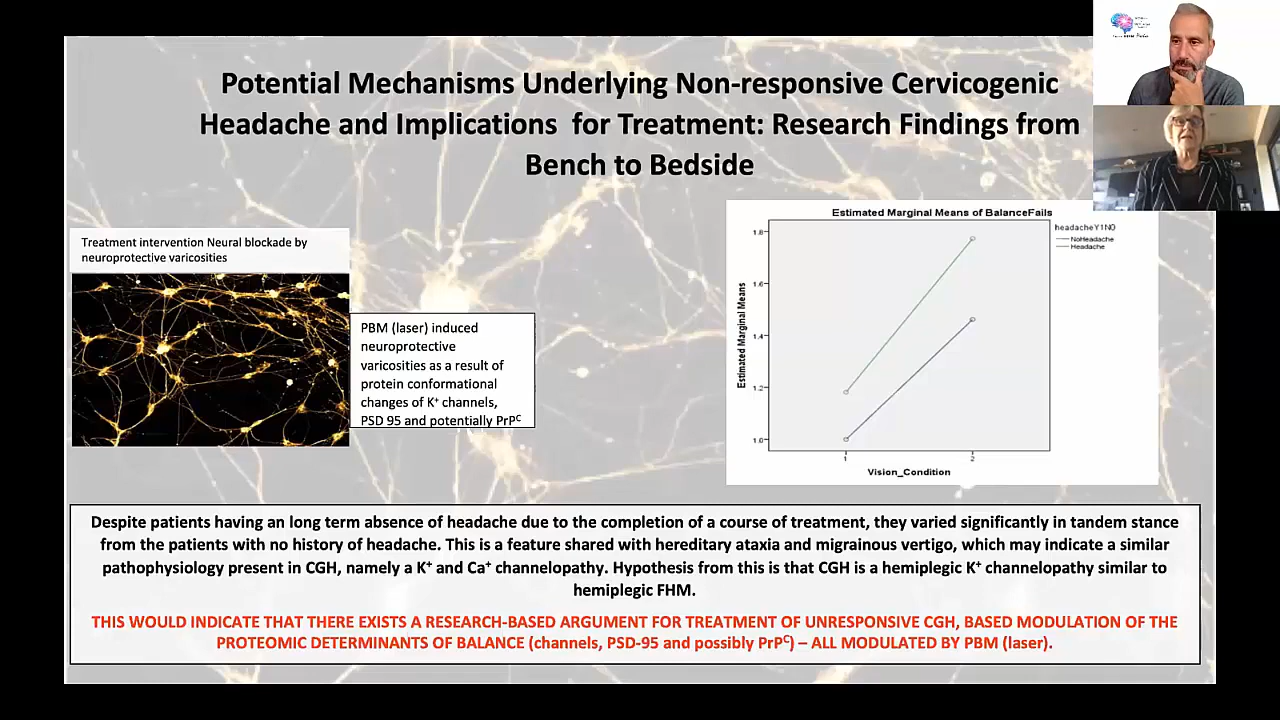 Potential Mechanisms Underlying Non-responsive Cervicogenic
Headache and Implications for Treatment: Research Findings from
Bench to Bedside
Treatment intervention Neural blockade by
neuroprotective varicosities
PBM (laser) induced
neuroprotective
varicosities as a result of
protein conformational
changes of K⁺ channels,
PSD 95 and potentially PrPᶜ
Estimated Marginal Means of BalanceFails
headacheY1N0
NoHeadache
Headache
Estimated Marginal Means
1.8
1.6
1.4
1.2
1.0
1
2
Vision_Condition
Despite patients having an long term absence of headache due to the completion of a course of treatment, they varied significantly in tandem stance
from the patients with no history of headache. This is a feature shared with hereditary ataxia and migrainous vertigo, which may indicate a similar
pathophysiology present in CGH, namely a K⁺ and Ca⁺ channelopathy. Hypothesis from this is that CGH is a hemiplegic K⁺ channelopathy similar to
hemiplegic FHM.
THIS WOULD INDICATE THAT THERE EXISTS A RESEARCH-BASED ARGUMENT FOR TREATMENT OF UNRESPONSIVE CGH, BASED MODULATION OF THE
PROTEOMIC DETERMINANTS OF BALANCE (channels, PSD-95 and possibly PrPᶜ) – ALL MODULATED BY PBM (laser).